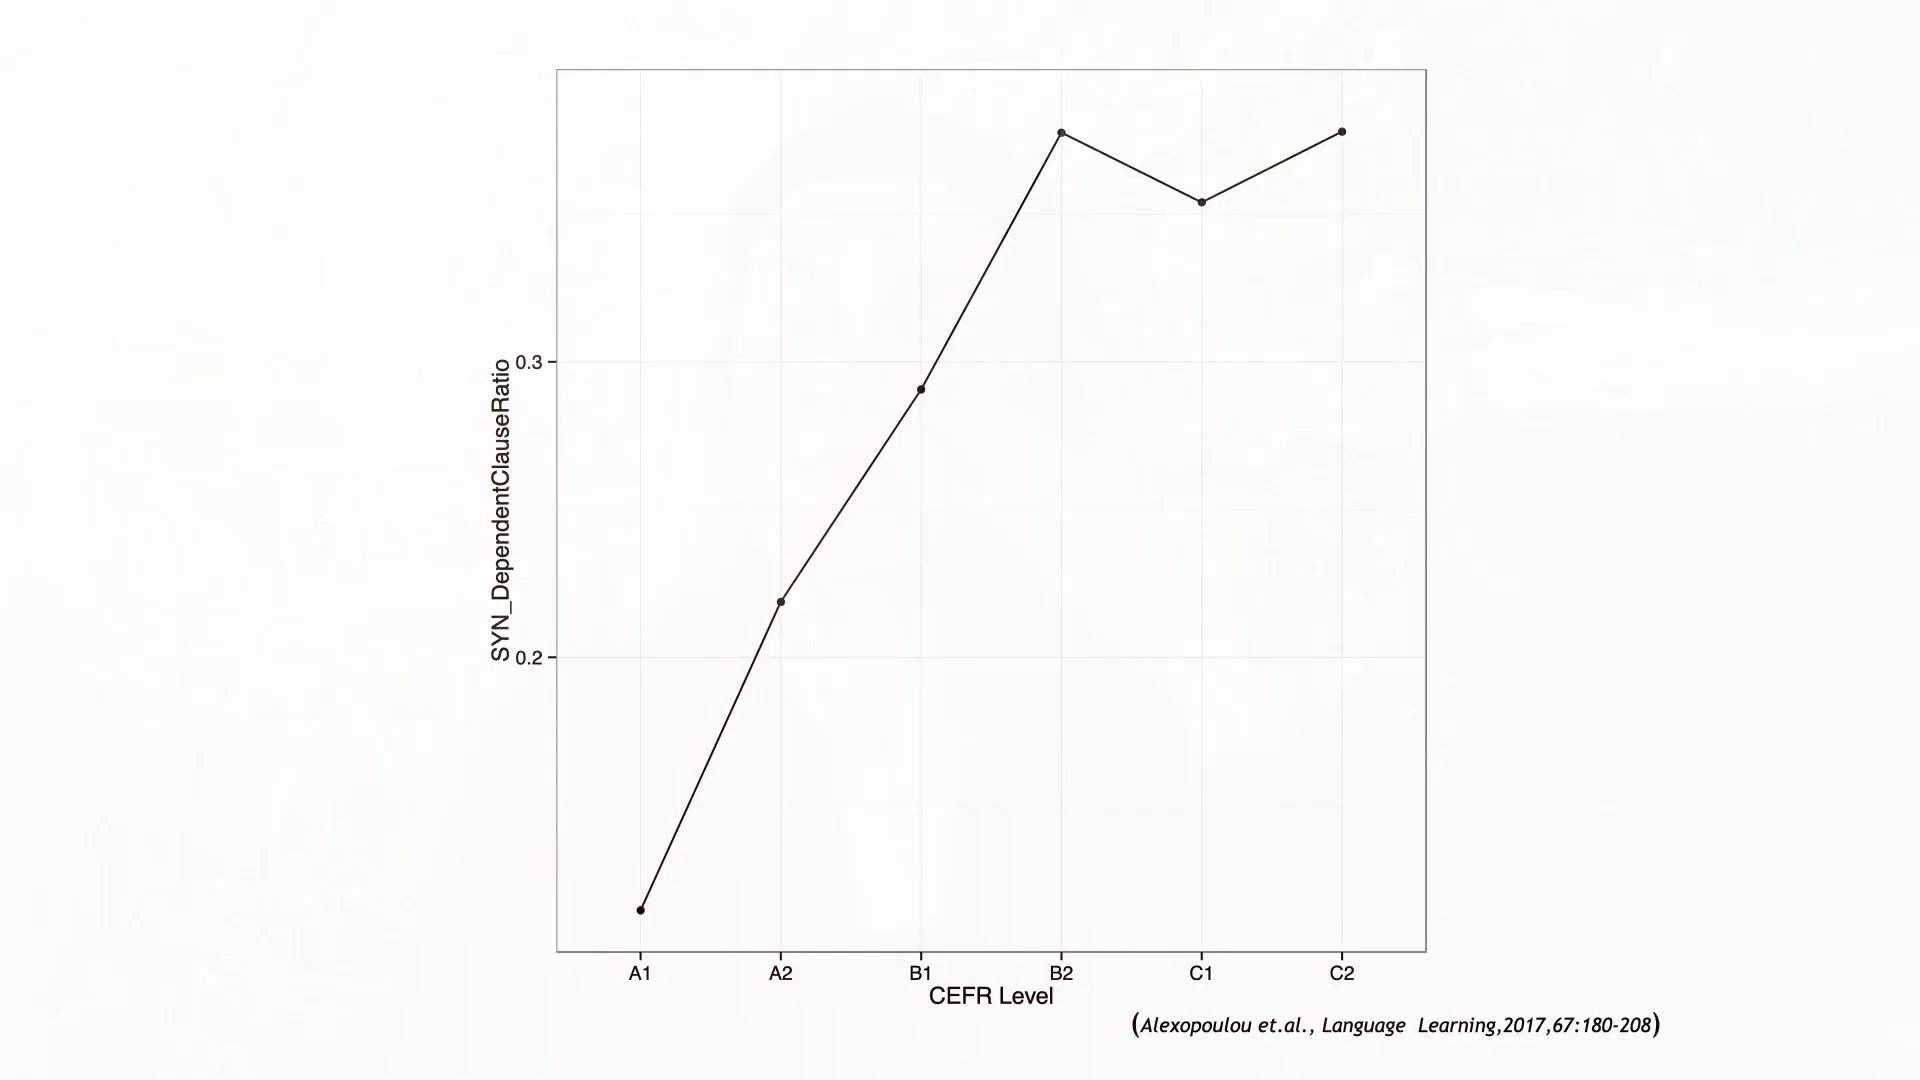 SYN_DependentClauseRatio
0.3
0.2
A1 A2 B1 B2 C1 C2
CEFR Level
(Alexopoulou et.al., Language Learning,2017,67:180-208)